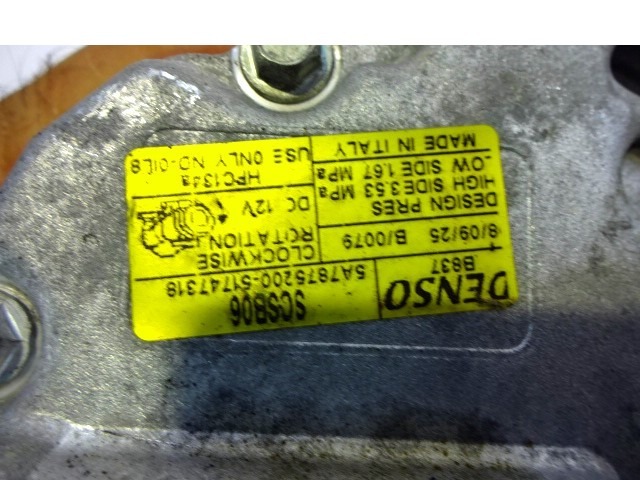 DENSO
SCSB06
B837
5A7875200-51747318
8/09/25
B/0079
CLOCKWISE
ROTATION
DESIGN PRES
HIGH SIDE 3.53 MPa
LOW SIDE 1.67 MPa
DC 12V
HFC134a
MADE IN ITALY
USE ONLY ND-OIL8